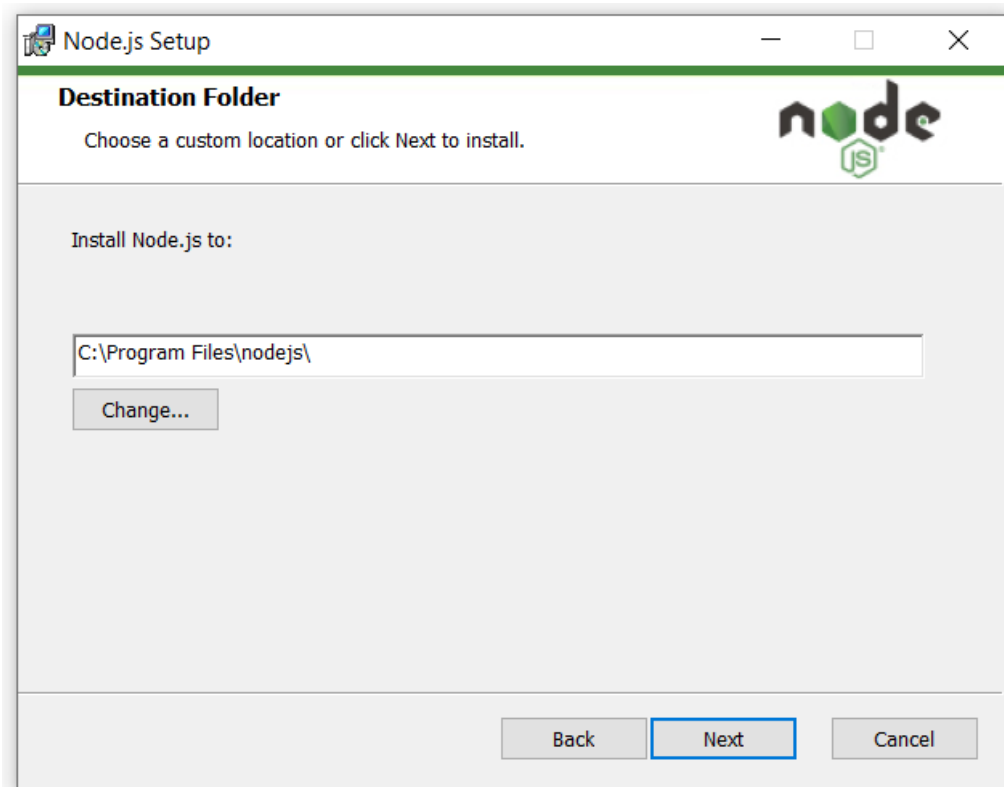 Node.js Setup
Destination Folder
Choose a custom location or click Next to install.
node
JS
Install Node.js to:
C:\Program Files\nodejs\
Change...
Back
Next
Cancel